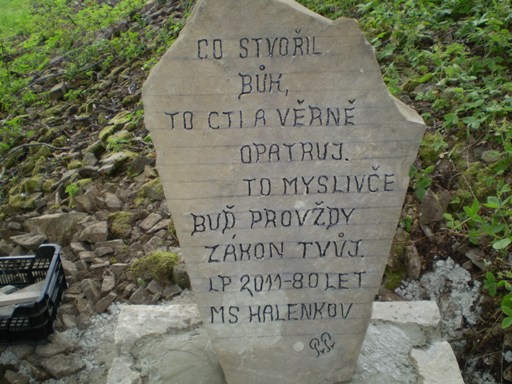 CO STVOŘIL
BŮH,
TO CTI A VĚRNĚ
OPATRUJ.
TO MYSLIVČE
BUĎ PROVŽDY
ZÁKON TVŮJ.
LP 2011-80 LET
MS HALENKOV